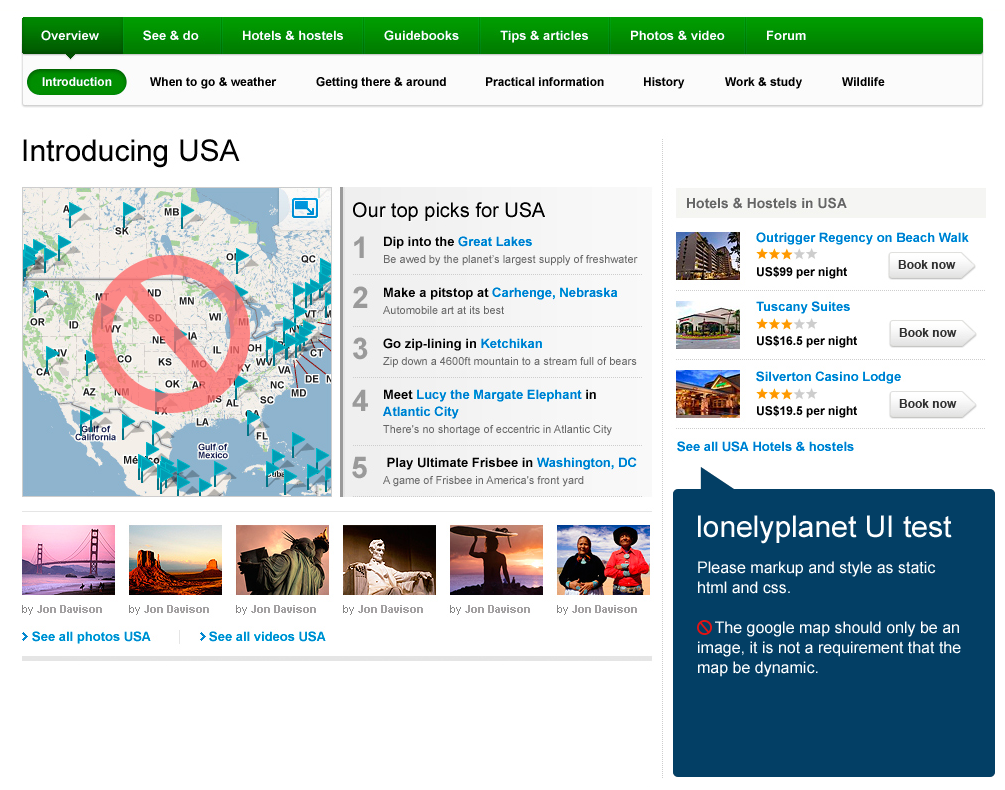 Overview See & do Hotels & hostels Guidebooks Tips & articles Photos & video Forum
Introduction When to go & weather Getting there & around Practical information History Work & study Wildlife
Introducing USA
A
SK
MB
ON
QC
MT
ND
MN
OR
ID
WY
SD
WI
MI
VT
NV
NE
IL
IN
OH
CT
CO
KS
MO
KY
WV
VA
CA
AZ
NM
OK
AR
NC
DE
MS
AL
SC
MD
TX
LA
GA
FL
Gulf of
California
Gulf of
Mexico
México
Cuba
Our top picks for USA
1 Dip into the Great Lakes
Be awed by the planet's largest supply of freshwater
2 Make a pitstop at Carhenge, Nebraska
Automobile art at its best
3 Go zip-lining in Ketchikan
Zip down a 4600ft mountain to a stream full of bears
4 Meet Lucy the Margate Elephant in
Atlantic City
There's no shortage of eccentric in Atlantic City
5 Play Ultimate Frisbee in Washington, DC
A game of Frisbee in America's front yard
by Jon Davison by Jon Davison by Jon Davison by Jon Davison by Jon Davison by Jon Davison
See all photos USA See all videos USA
Hotels & Hostels in USA
Outrigger Regency on Beach Walk
US$99 per night
Book now
Tuscany Suites
US$16.5 per night
Book now
Silverton Casino Lodge
US$19.5 per night
Book now
See all USA Hotels & hostels
lonelyplanet UI test
Please markup and style as static
html and css.
The google map should only be an
image, it is not a requirement that the
map be dynamic.